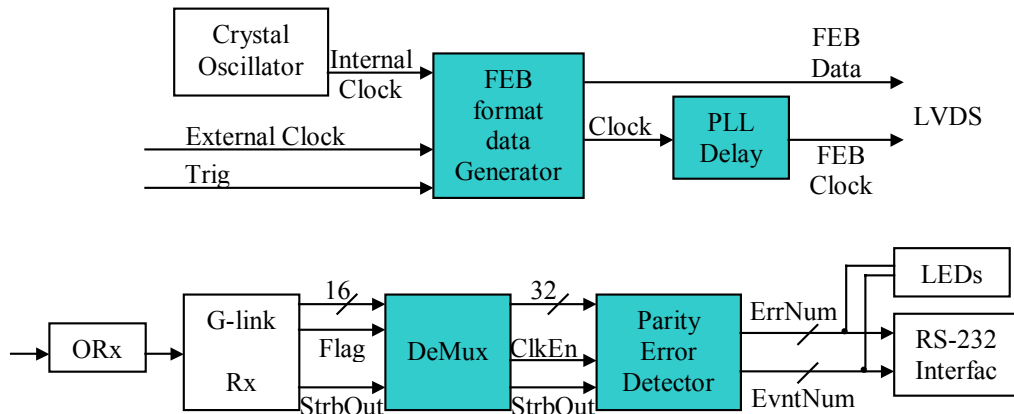 Crystal
Oscillator
Internal
Clock
External Clock
Trig
FEB
format
data
Generator
Clock
PLL
Delay
FEB
Data
FEB
Clock
LVDS
ORx
G-link
Rx
16
Flag
StrbOut
DeMux
32
ClkEn
StrbOut
Parity
Error
Detector
ErrNum
EvntNum
LEDs
RS-232
Interfac